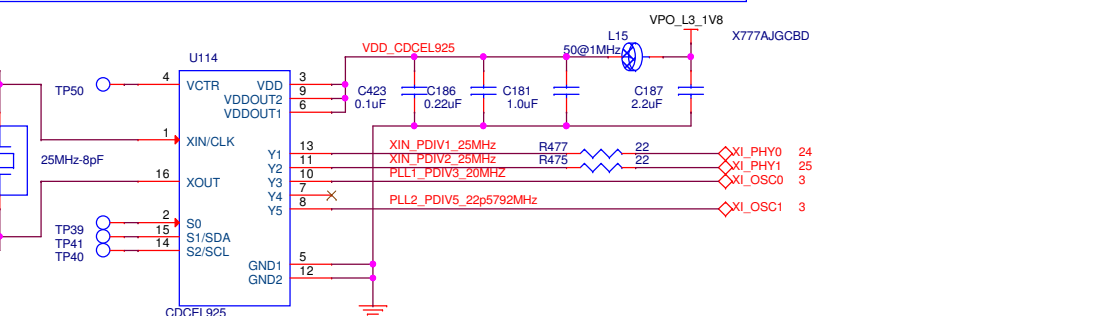 VPO_L3_1V8
L15
X777AJGCBD
VDD_CDCEL925
50@1MHz
U114
TP50
4
VCTR
VDD
3
VDDOUT2
9
VDDOUT1
6
C423
0.1uF
C186
0.22uF
C181
1.0uF
C187
2.2uF
1
XIN/CLK
25MHz-8pF
16
XOUT
Y1
13
XIN_PDIV1_25MHz
R477
22
XI_PHY0
24
Y2
11
XIN_PDIV2_25MHz
R475
22
XI_PHY1
25
Y3
10
PLL1_PDIV3_20MHZ
XI_OSC0
3
Y4
7
Y5
8
PLL2_PDIV5_22p5792MHz
XI_OSC1
3
TP39
2
S0
TP41
15
S1/SDA
TP40
14
S2/SCL
GND1
5
GND2
12
CDCEL925